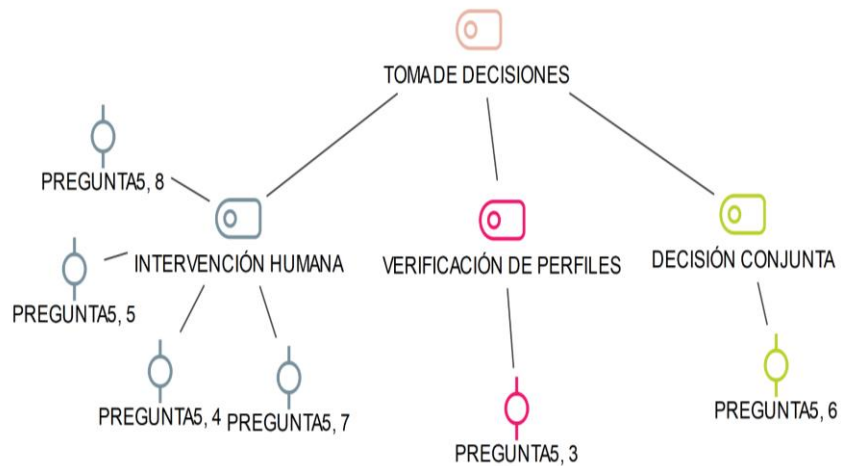 TOMA DE DECISIONES
PREGUNTA5, 8
INTERVENCIÓN HUMANA
VERIFICACIÓN DE PERFILES
DECISIÓN CONJUNTA
PREGUNTA5, 5
PREGUNTA5, 4
PREGUNTA5, 7
PREGUNTA5, 3
PREGUNTA5, 6